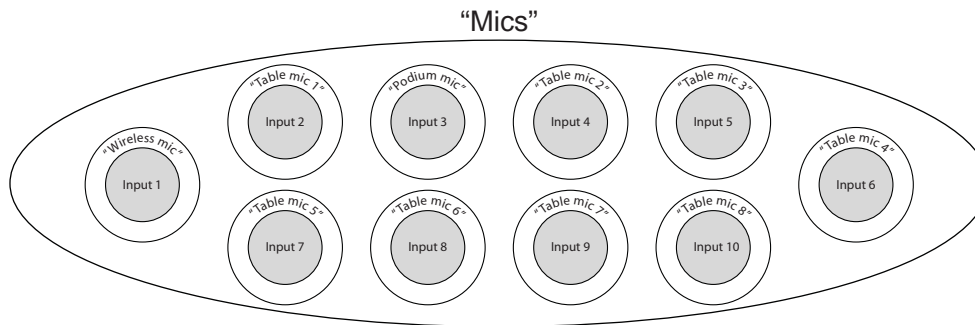 “Mics”
“Wireless mic”
Input 1
“Table mic 1”
Input 2
“Podium mic”
Input 3
“Table mic 2”
Input 4
“Table mic 3”
Input 5
“Table mic 4”
Input 6
“Table mic 5”
Input 7
“Table mic 6”
Input 8
“Table mic 7”
Input 9
“Table mic 8”
Input 10